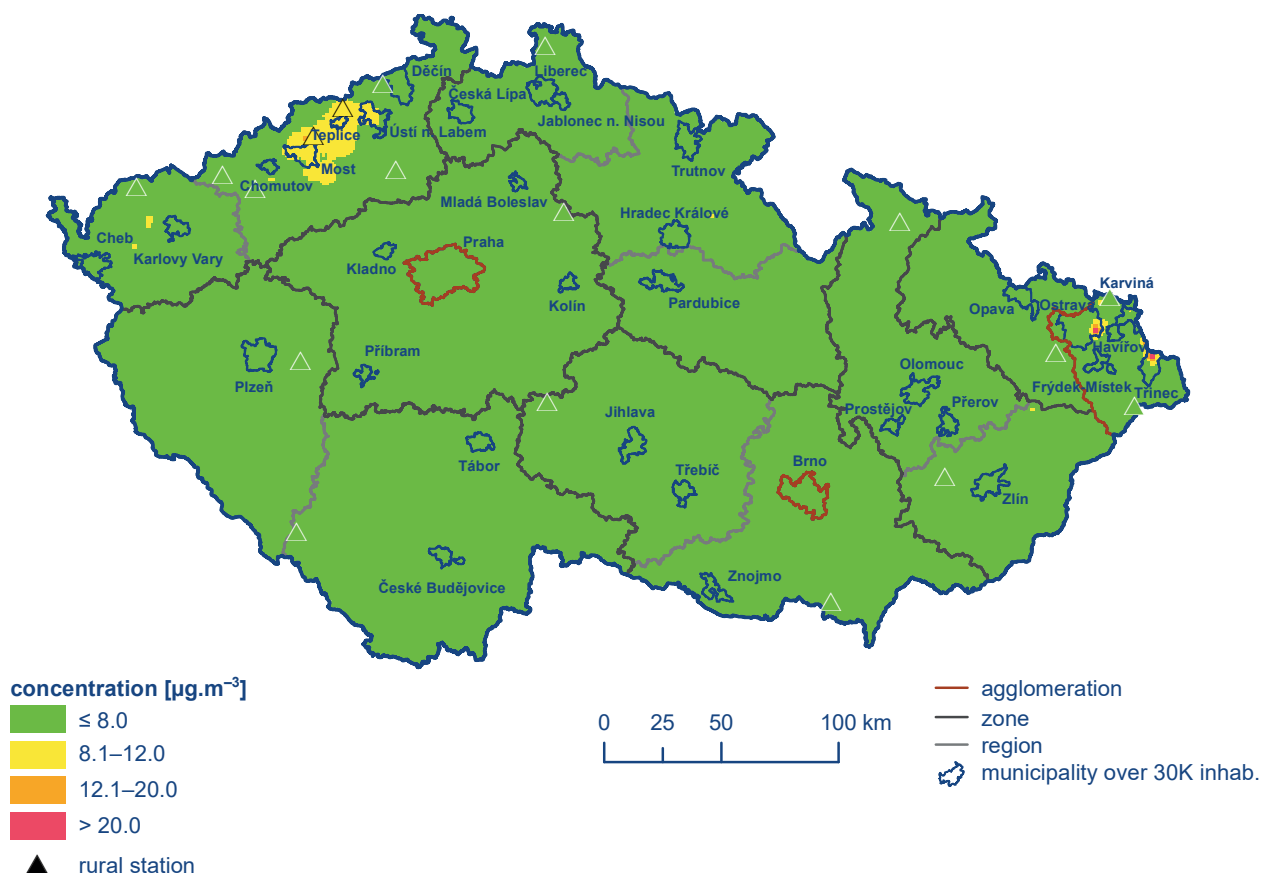 Děčín
Liberec
Česká Lípa
Jablonec n. Nisou
Teplice
Ústí n. Labem
Most
Chomutov
Trutnov
Mladá Boleslav
Hradec Králové
Cheb
Karlovy Vary
Praha
Kladno
Kolín
Pardubice
Karviná
Opava
Ostrava
Havířov
Příbram
Plzeň
Olomouc
Frýdek Místek
Třinec
Prostějov
Přerov
Jihlava
Tábor
Třebíč
Brno
Zlín
České Budějovice
Znojmo
concentration [µg.m⁻³]
≤ 8.0
8.1–12.0
12.1–20.0
> 20.0
rural station
0 25 50 100 km
agglomeration
zone
region
municipality over 30K inhab.